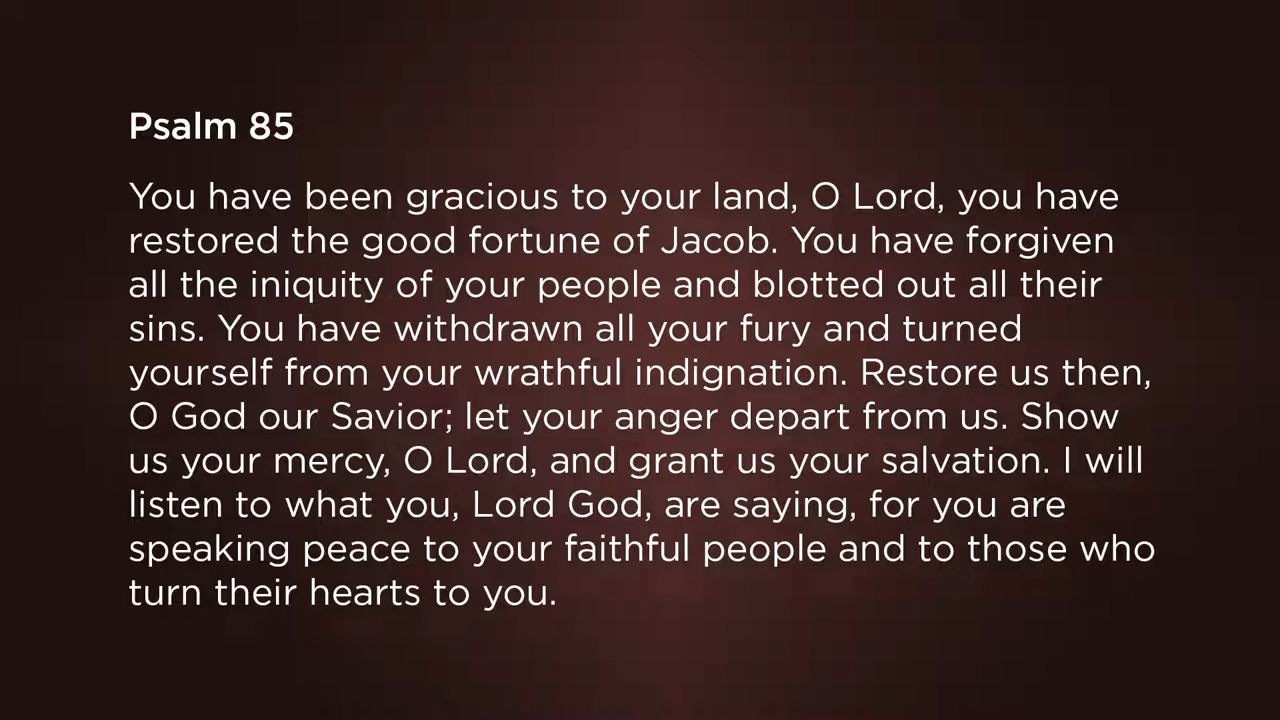 Psalm 85
You have been gracious to your land, O Lord, you have
restored the good fortune of Jacob. You have forgiven
all the iniquity of your people and blotted out all their
sins. You have withdrawn all your fury and turned
yourself from your wrathful indignation. Restore us then,
O God our Savior; let your anger depart from us. Show
us your mercy, O Lord, and grant us your salvation. I will
listen to what you, Lord God, are saying, for you are
speaking peace to your faithful people and to those who
turn their hearts to you.